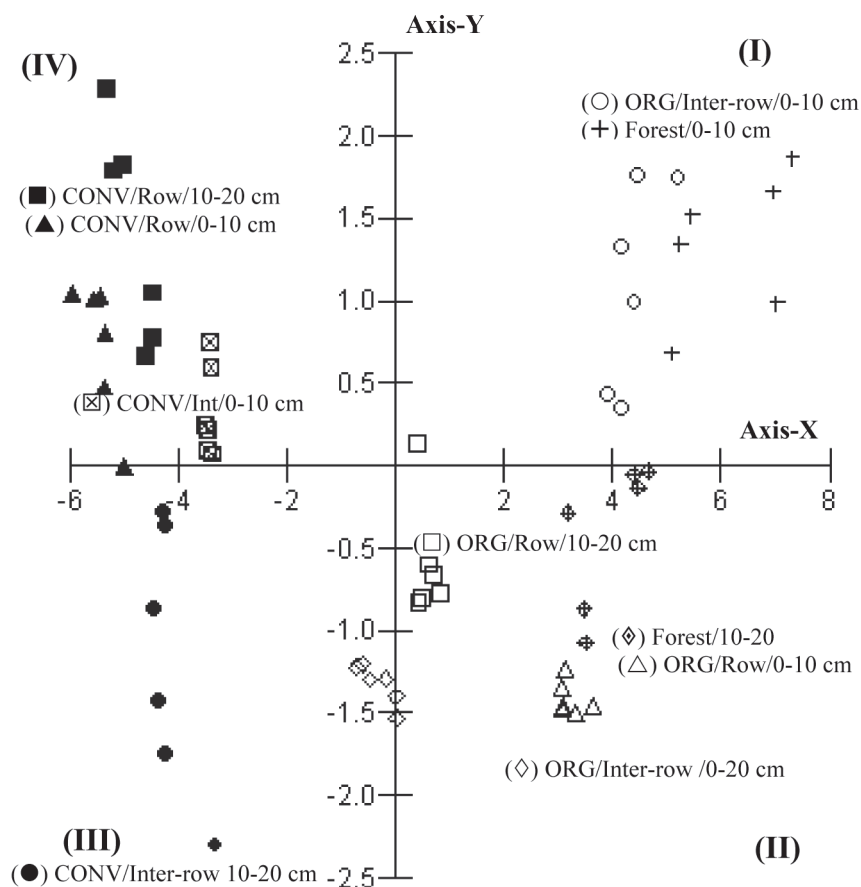 Axis-Y
(IV)
(I)
2.5
(○) ORG/Inter-row/0-10 cm
(+) Forest/0-10 cm
2.0
(■) CONV/Row/10-20 cm
(▲) CONV/Row/0-10 cm
1.5
1.0
0.5
(⊠) CONV/Int/0-10 cm
Axis-X
-6 -4 -2 2 4 6 8
(□) ORG/Row/10-20 cm
-0.5
-1.0
(◈) Forest/10-20
(△) ORG/Row/0-10 cm
-1.5
(◇) ORG/Inter-row /0-20 cm
-2.0
(III)
(II)
(●) CONV/Inter-row 10-20 cm
-2.5